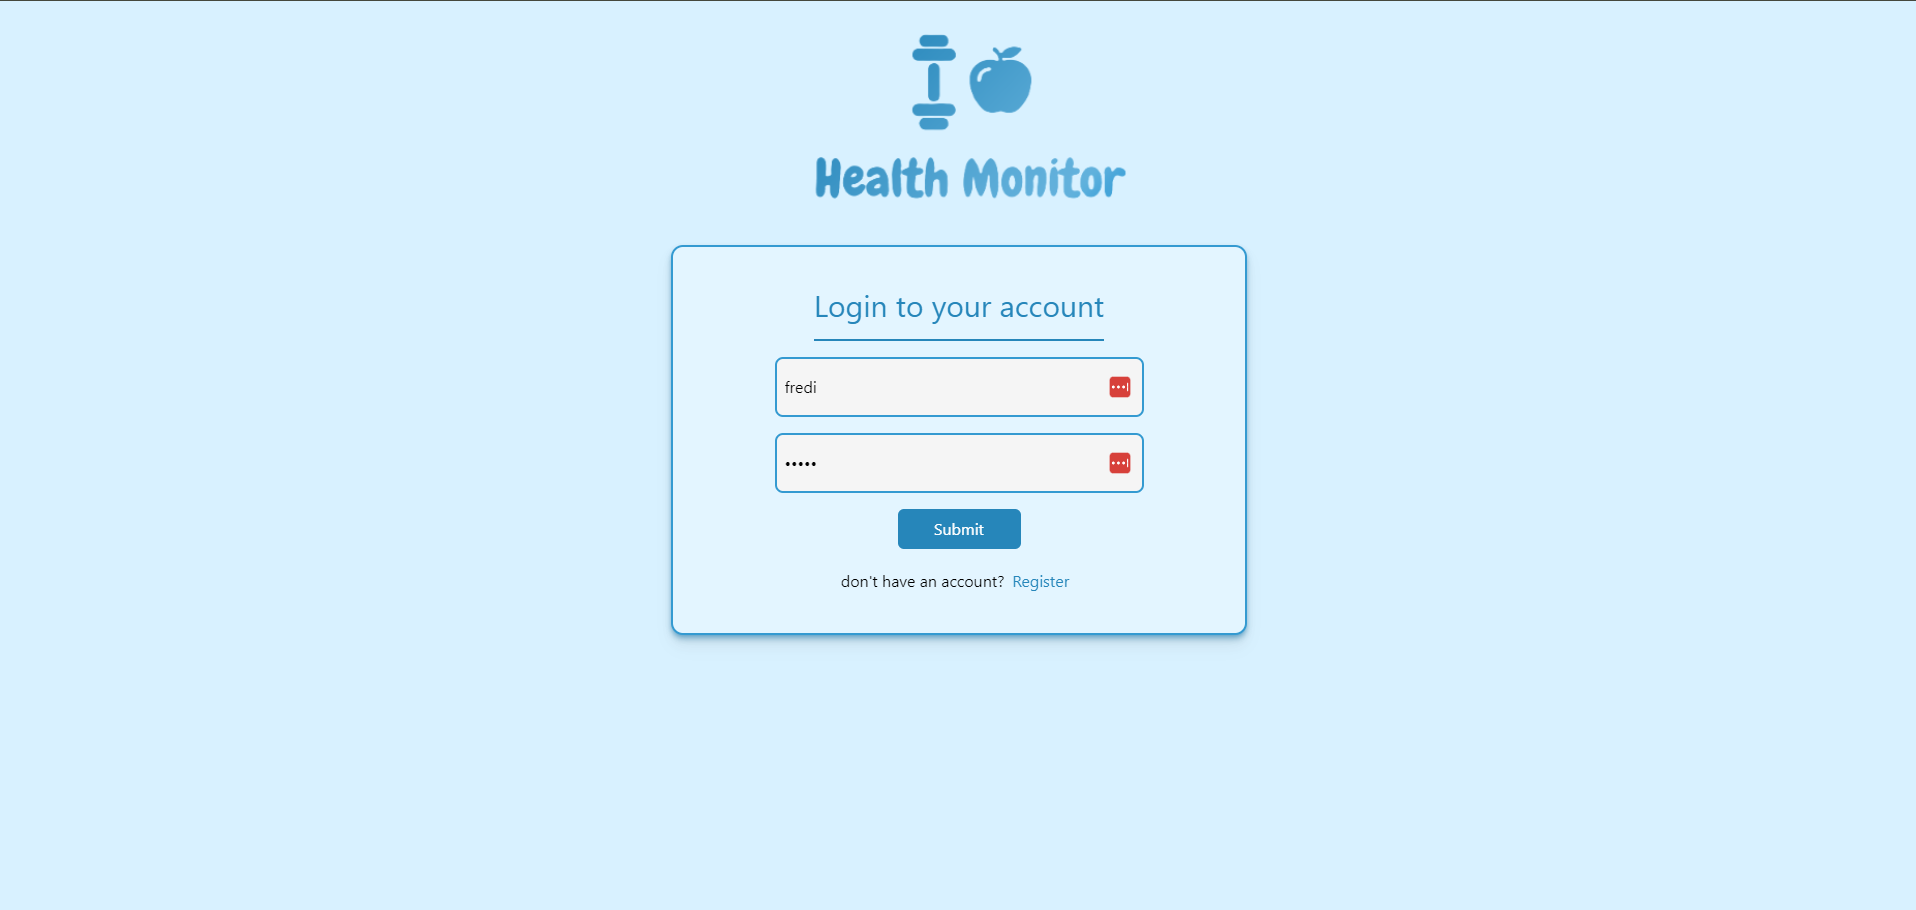 Health Monitor
Login to your account
fredi
•••••
Submit
don't have an account? Register